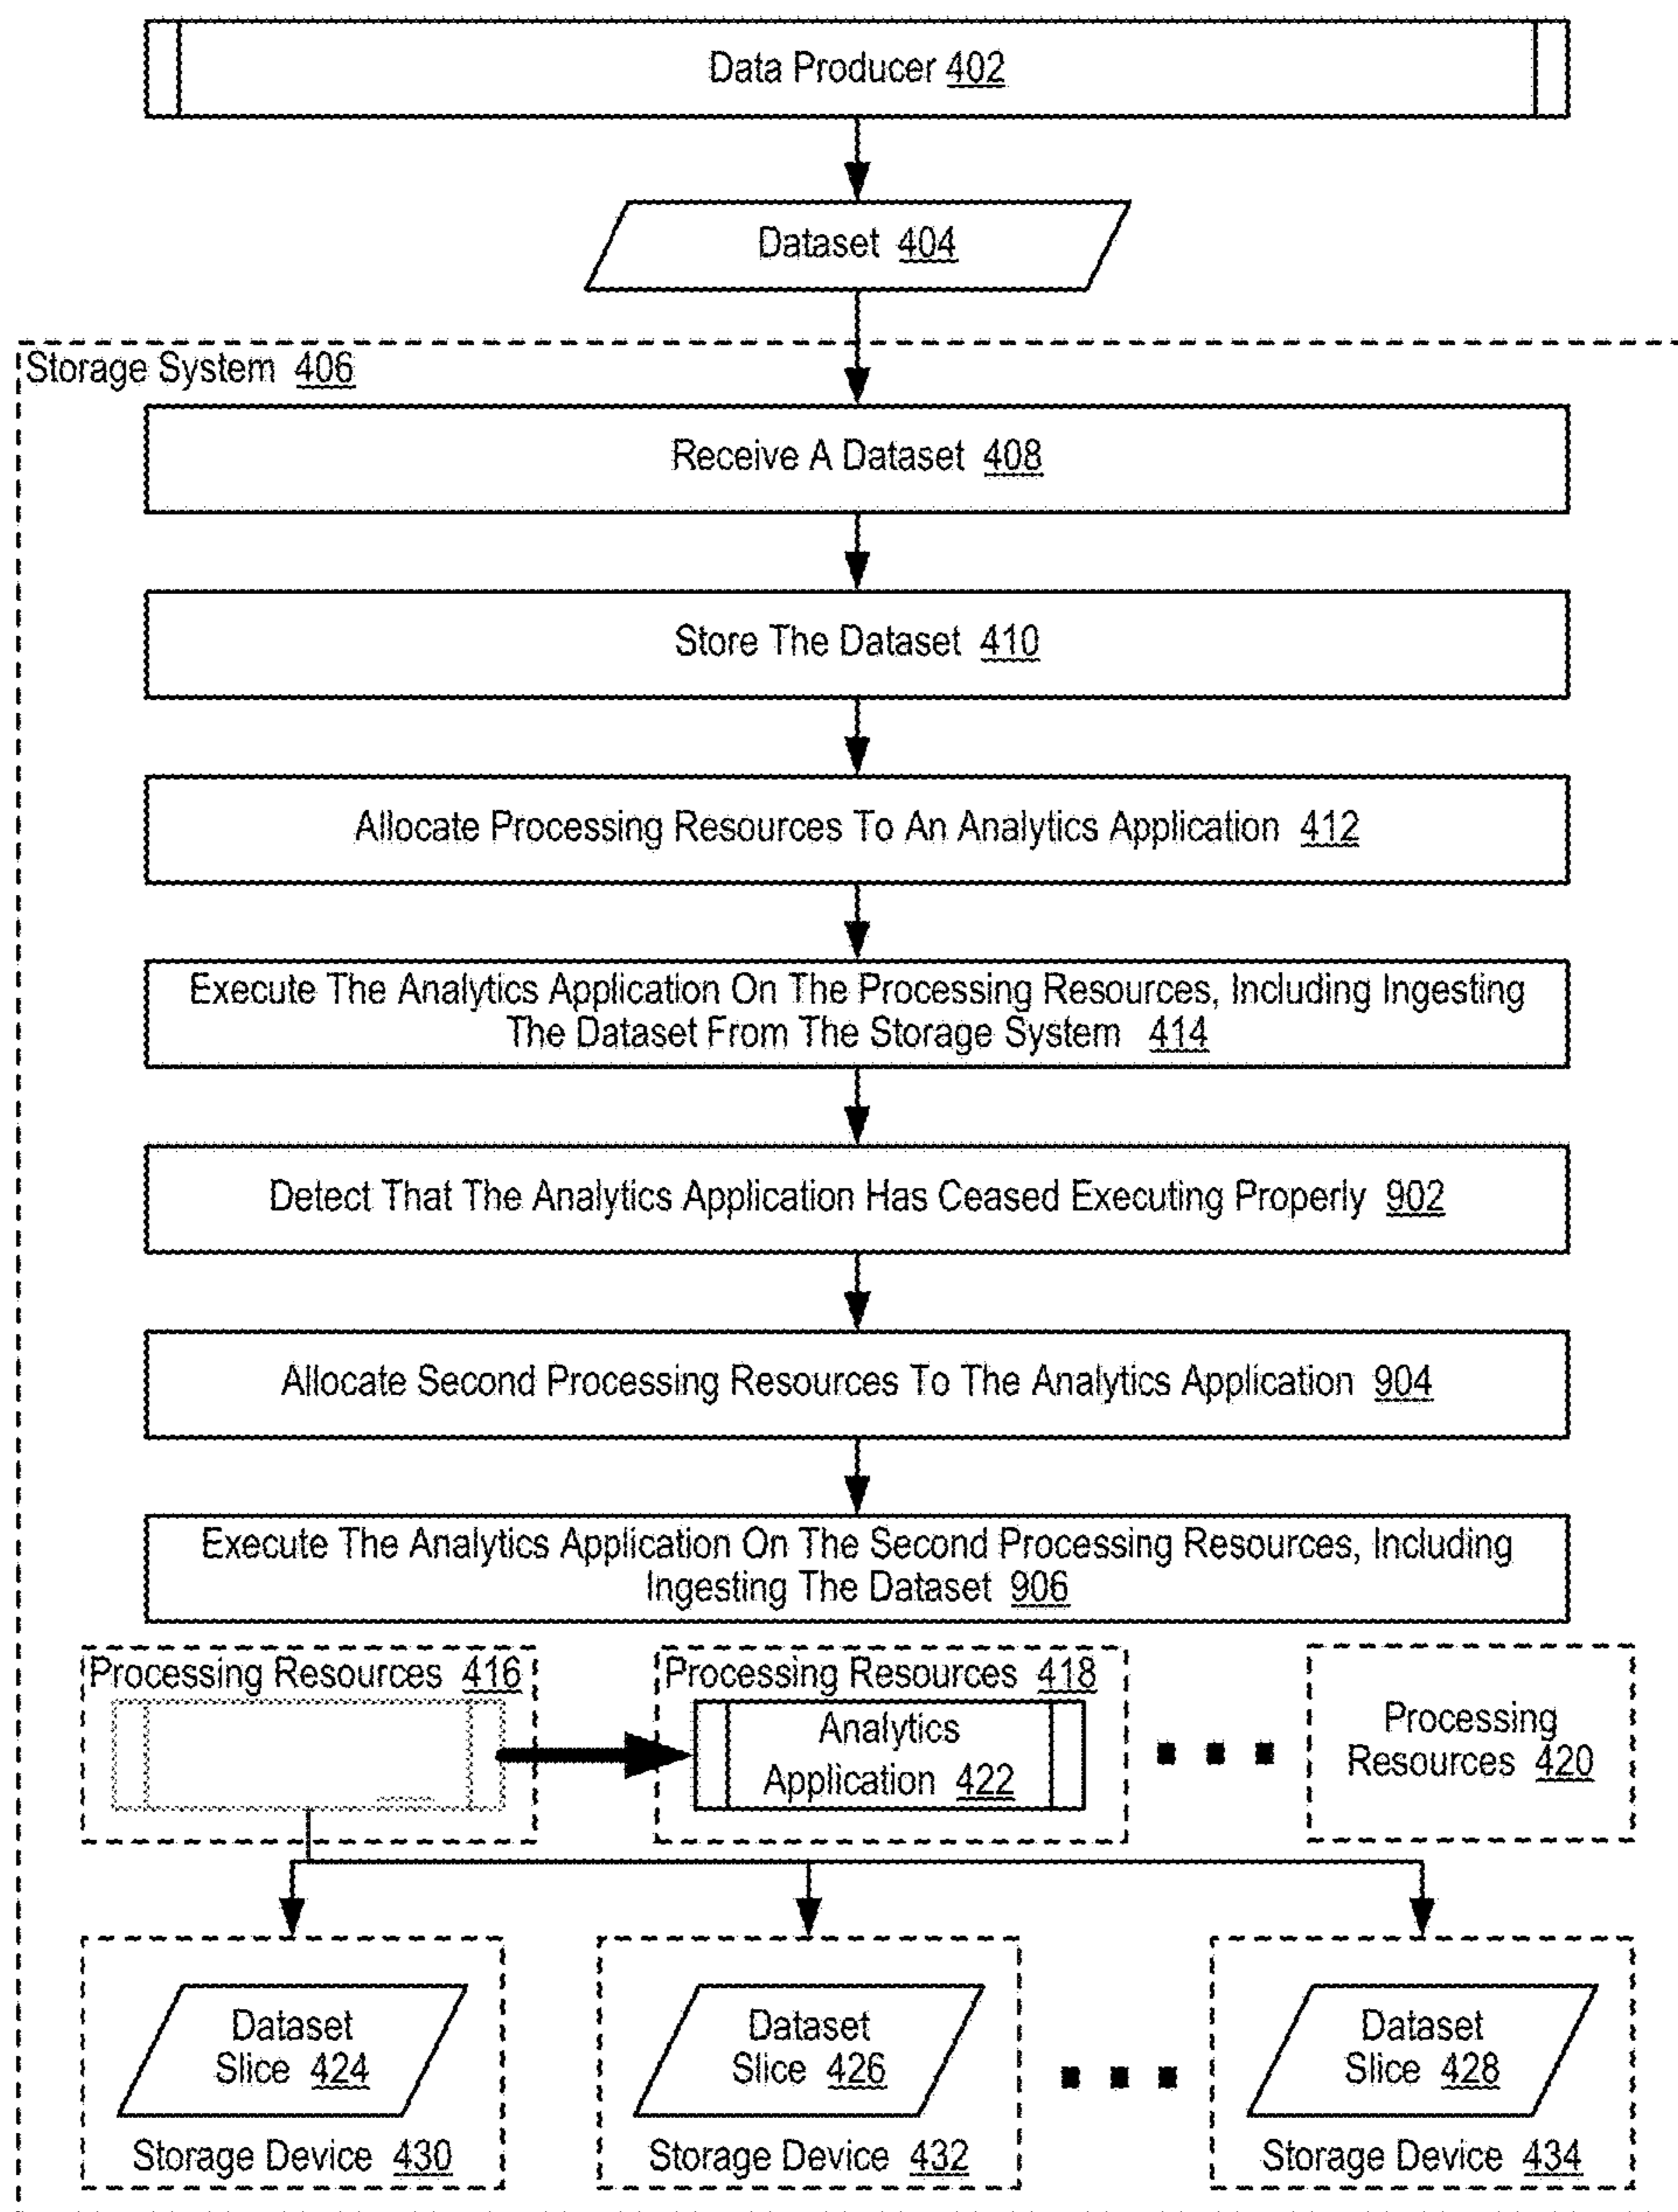 Data Producer 402
Dataset 404
Storage System 406
Receive A Dataset 408
Store The Dataset 410
Allocate Processing Resources To An Analytics Application 412
Execute The Analytics Application On The Processing Resources, Including Ingesting
The Dataset From The Storage System 414
Detect That The Analytics Application Has Ceased Executing Properly 902
Allocate Second Processing Resources To The Analytics Application 904
Execute The Analytics Application On The Second Processing Resources, Including
Ingesting The Dataset 906
Processing Resources 416
Processing Resources 418
Analytics
Application 422
Processing
Resources 420
Dataset
Slice 424
Storage Device 430
Dataset
Slice 426
Storage Device 432
Dataset
Slice 428
Storage Device 434